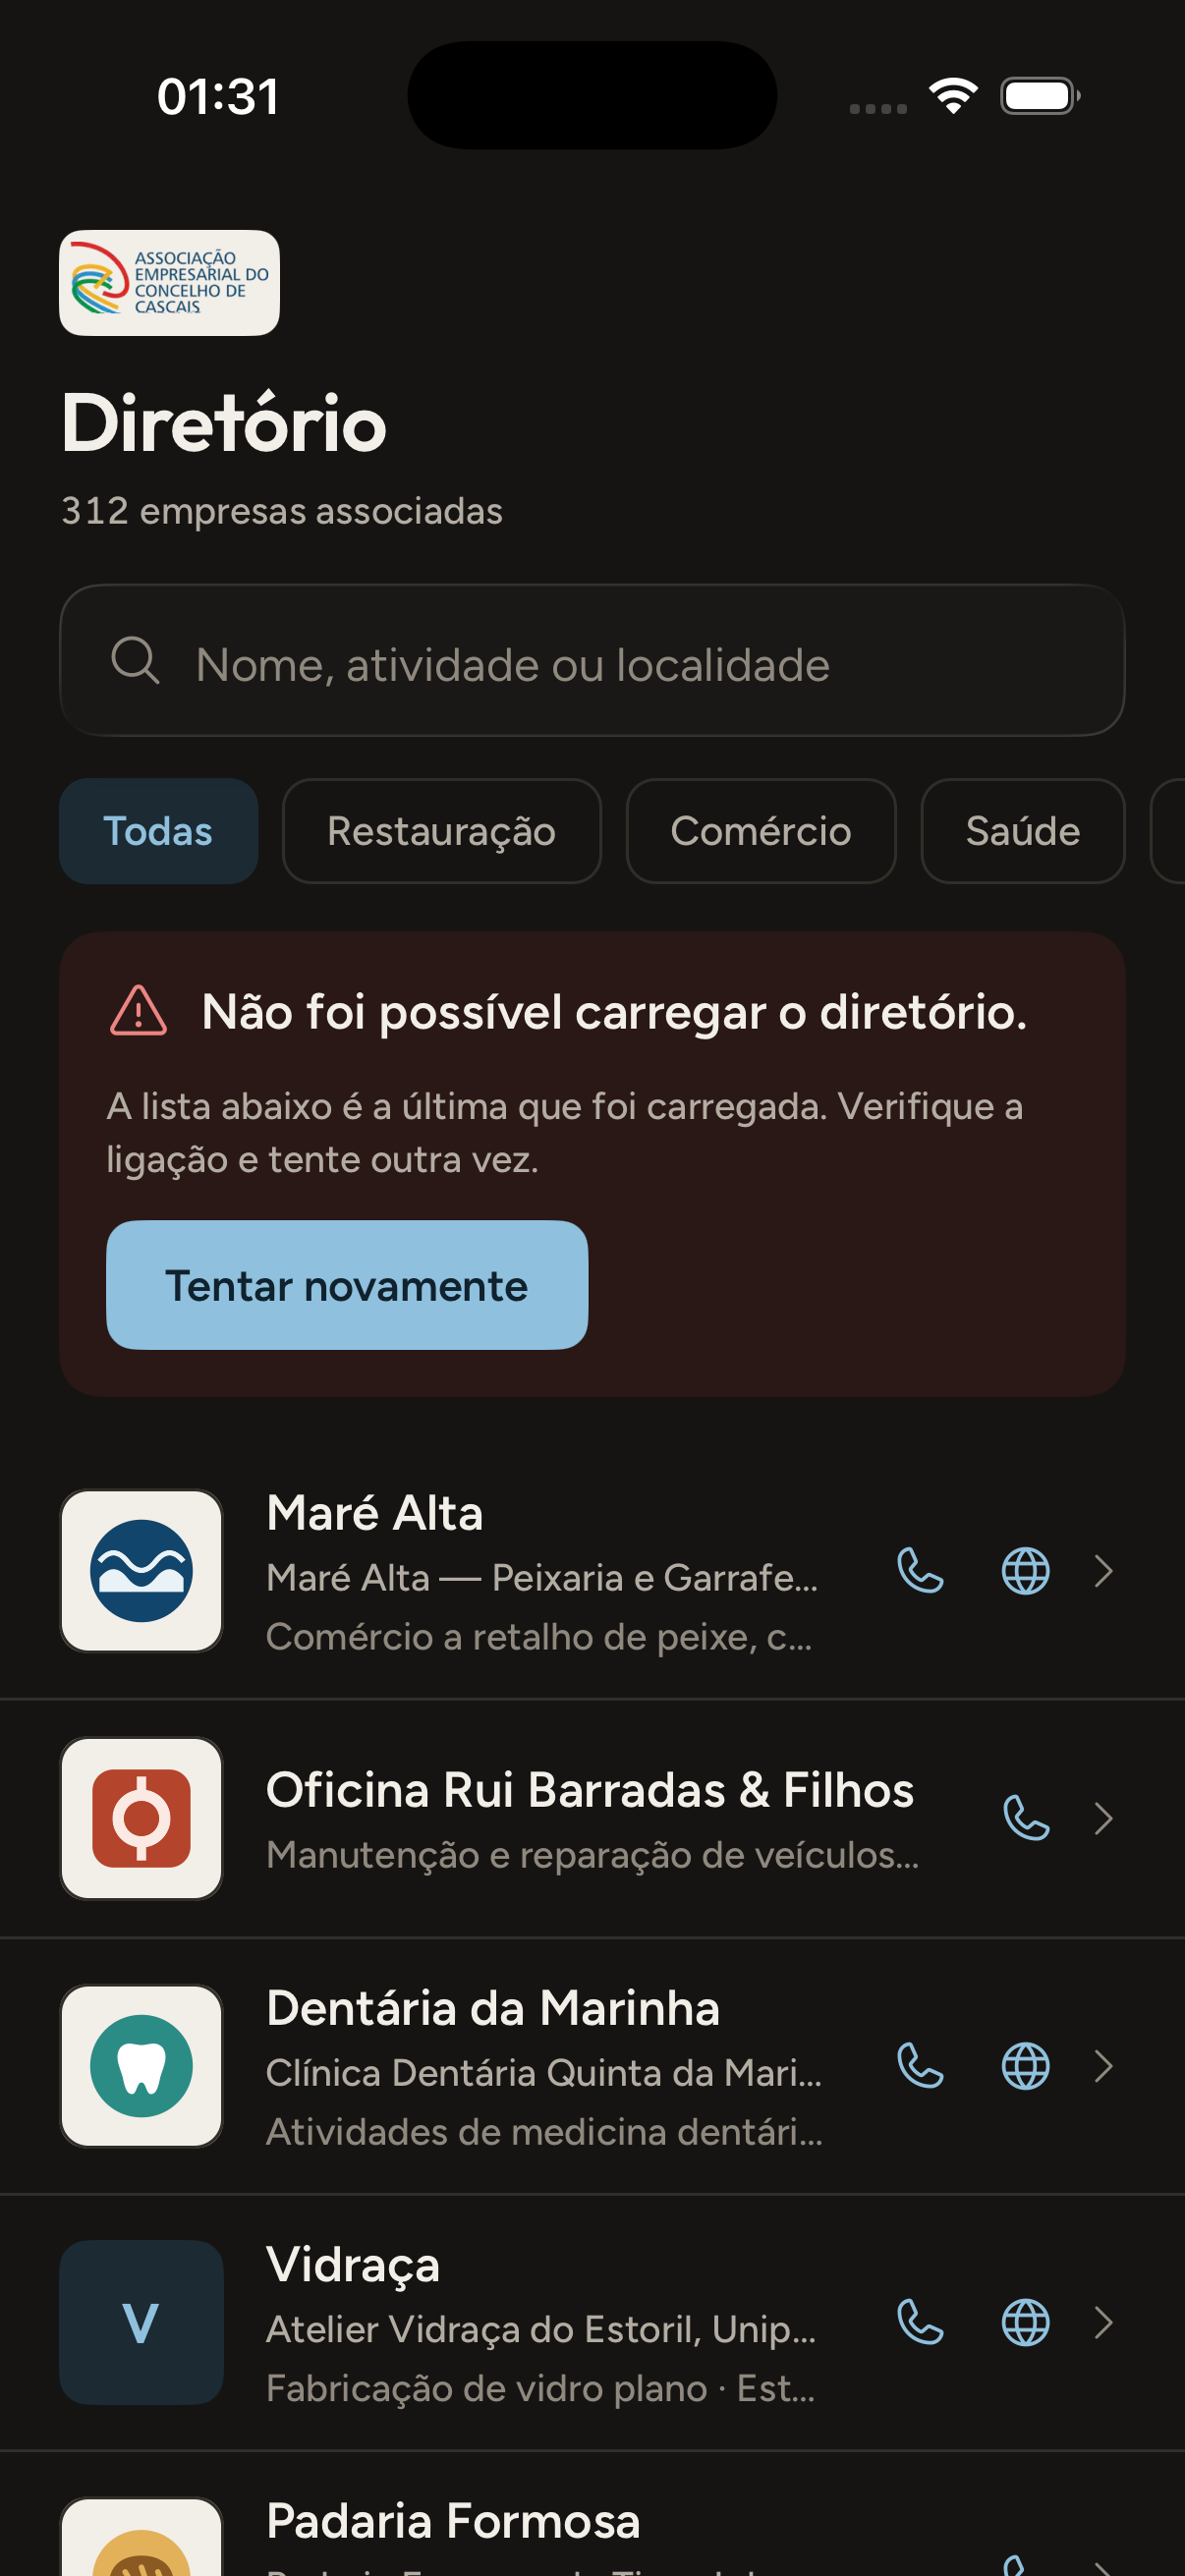 01:31
ASSOCIAÇÃO
EMPRESARIAL DO
CONCELHO DE
CASCAIS
Diretório
312 empresas associadas
Nome, atividade ou localidade
Todas
Restauração
Comércio
Saúde
Não foi possível carregar o diretório.
A lista abaixo é a última que foi carregada. Verifique a
ligação e tente outra vez.
Tentar novamente
Maré Alta
Maré Alta — Peixaria e Garrafe...
Comércio a retalho de peixe, c...
Oficina Rui Barradas & Filhos
Manutenção e reparação de veículos...
Dentária da Marinha
Clínica Dentária Quinta da Mari...
Atividades de medicina dentári...
V
Vidraça
Atelier Vidraça do Estoril, Unip...
Fabricação de vidro plano · Est...
Padaria Formosa